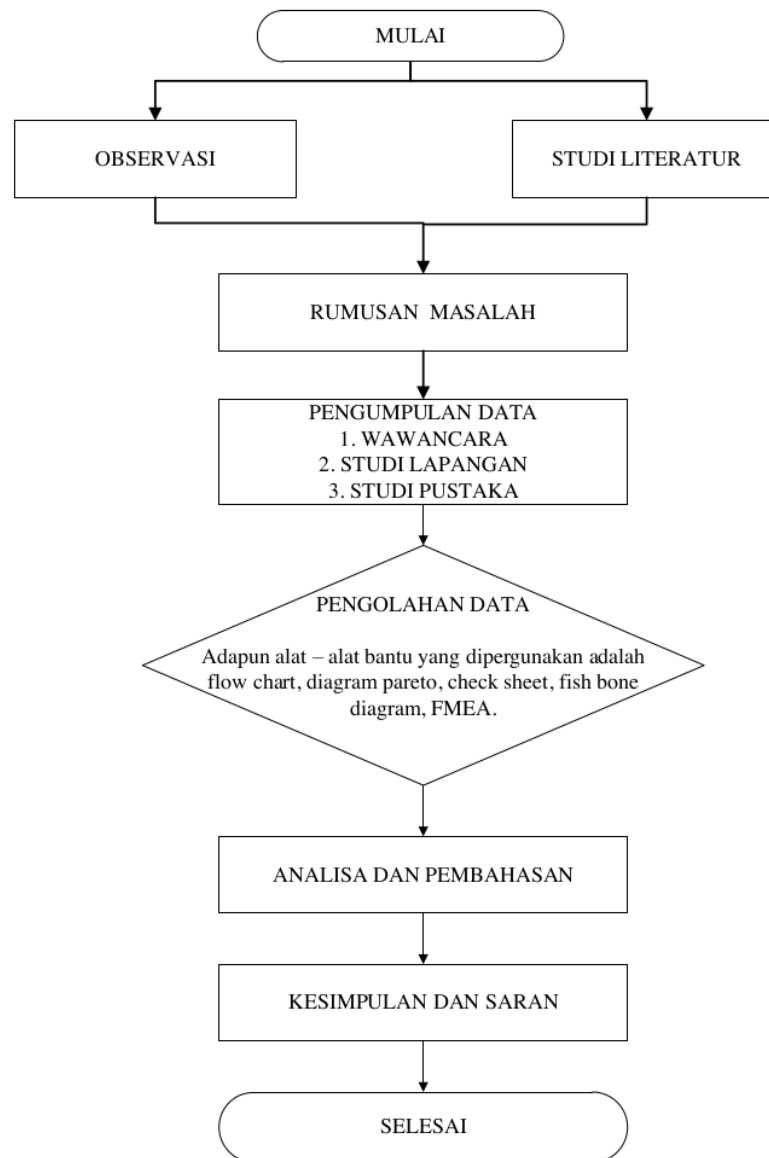 MULAI
OBSERVASI
STUDI LITERATUR
RUMUSAN MASALAH
PENGUMPULAN DATA
1. WAWANCARA
2. STUDI LAPANGAN
3. STUDI PUSTAKA
PENGOLAHAN DATA
Adapun alat – alat bantu yang dipergunakan adalah
flow chart, diagram pareto, check sheet, fish bone
diagram, FMEA.
ANALISA DAN PEMBAHASAN
KESIMPULAN DAN SARAN
SELESAI